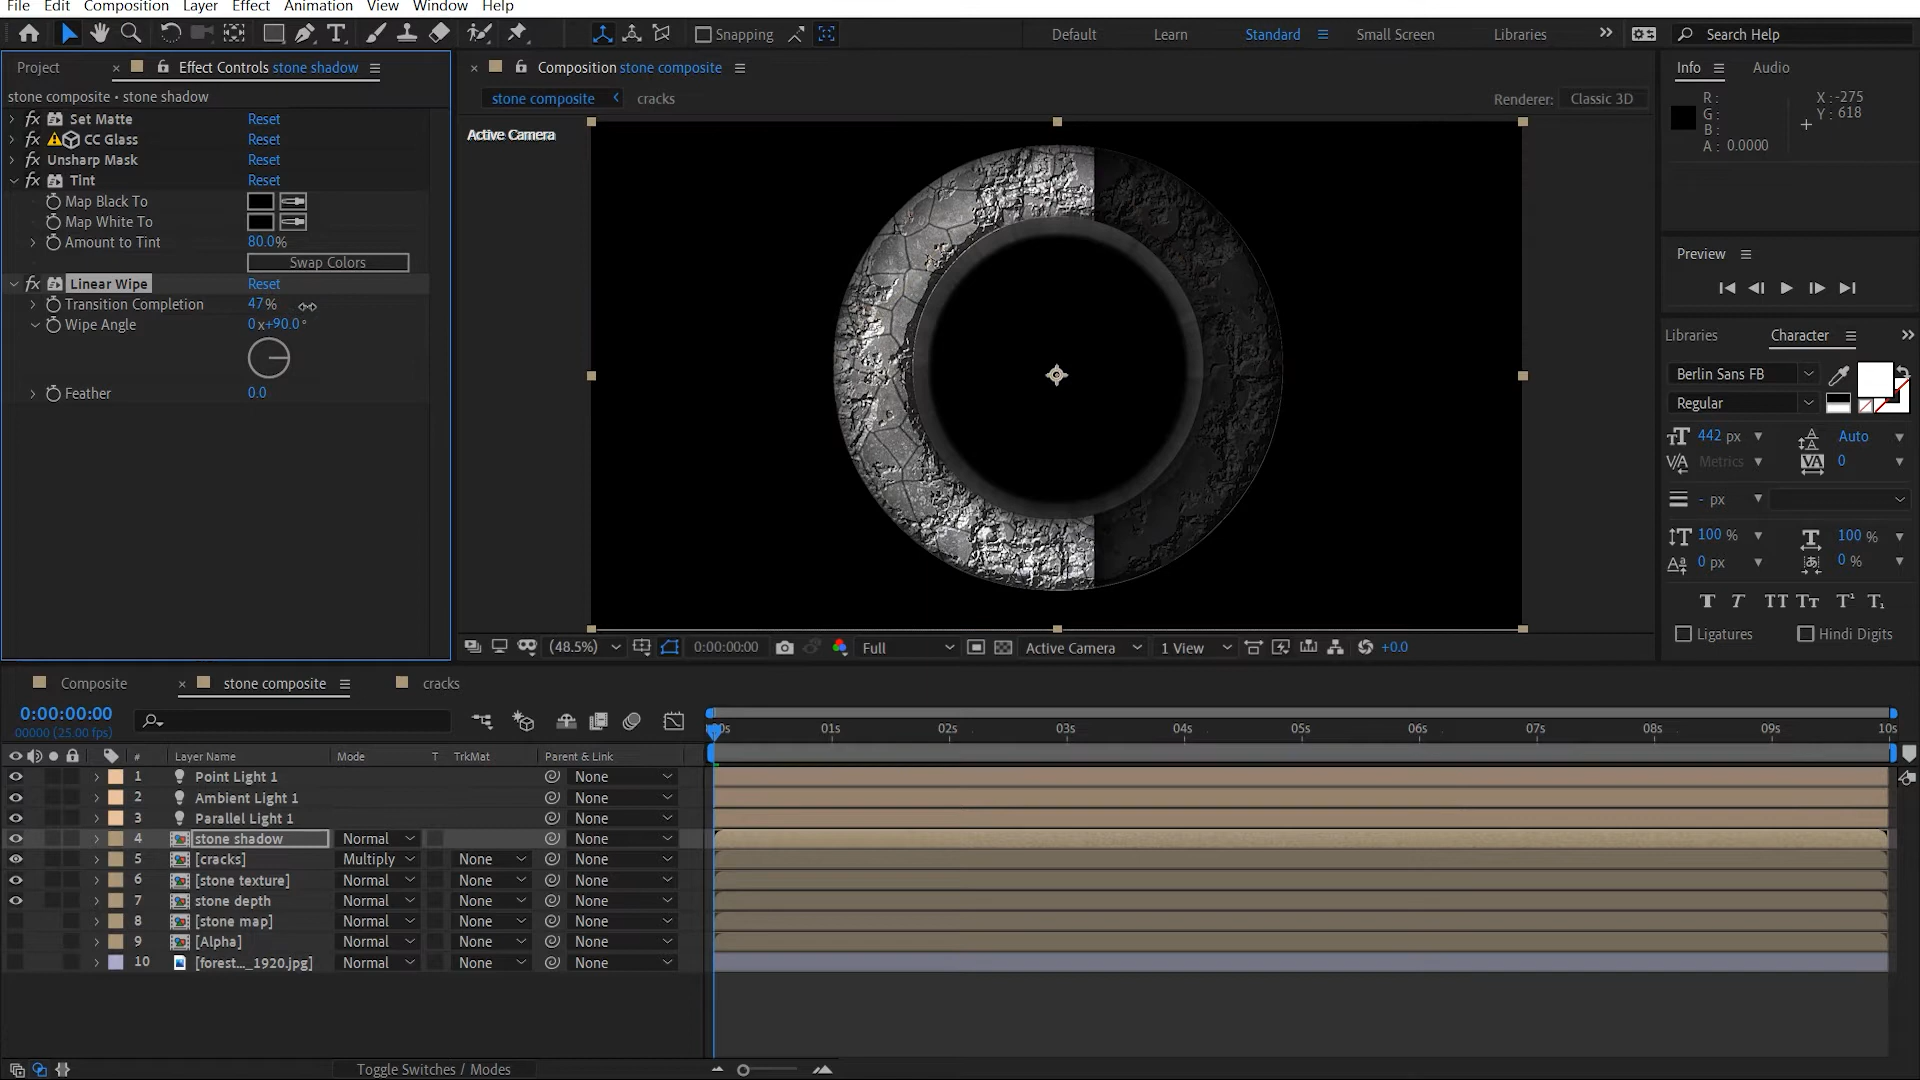 File Edit Composition Layer Effect Animation View Window Help
Snapping
Default Learn Standard Small Screen Libraries
Search Help
Project
Effect Controls stone shadow
Composition stone composite
Info Audio
stone composite • stone shadow
stone composite cracks
Renderer: Classic 3D
R: X: -275
G: Y: 618
B:
A: 0.0000
fx Set Matte Reset
fx CC Glass Reset
fx Unsharp Mask Reset
fx Tint Reset
Map Black To
Map White To
Amount to Tint 80.0%
Swap Colors
fx Linear Wipe Reset
Transition Completion 47%
Wipe Angle 0x+90.0°
Feather 0.0
Active Camera
Preview
Libraries Character
Berlin Sans FB
Regular
442 px Auto
Metrics 0
- px
100 % 100 %
0 px 0 %
T T TT Tt T¹ T₁
Ligatures Hindi Digits
(48.5%) 0:00:00:00 Full Active Camera 1 View +0.0
Composite stone composite cracks
0:00:00:00
00000 (25.00 fps)
0s 01s 02s 03s 04s 05s 06s 07s 08s 09s 10s
# Layer Name Mode T TrkMat Parent & Link
1 Point Light 1 None
2 Ambient Light 1 None
3 Parallel Light 1 None
4 stone shadow Normal None
5 [cracks] Multiply None None
6 [stone texture] Normal None None
7 stone depth Normal None None
8 [stone map] Normal None None
9 [Alpha] Normal None None
10 [forest..._1920.jpg] Normal None None
Toggle Switches / Modes